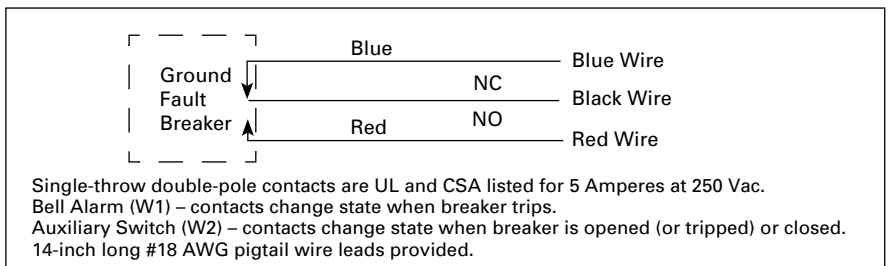 Blue
Blue Wire
Ground
Fault
Breaker
NC
Black Wire
NO
Red
Red Wire
Single-throw double-pole contacts are UL and CSA listed for 5 Amperes at 250 Vac.
Bell Alarm (W1) – contacts change state when breaker trips.
Auxiliary Switch (W2) – contacts change state when breaker is opened (or tripped) or closed.
14-inch long #18 AWG pigtail wire leads provided.